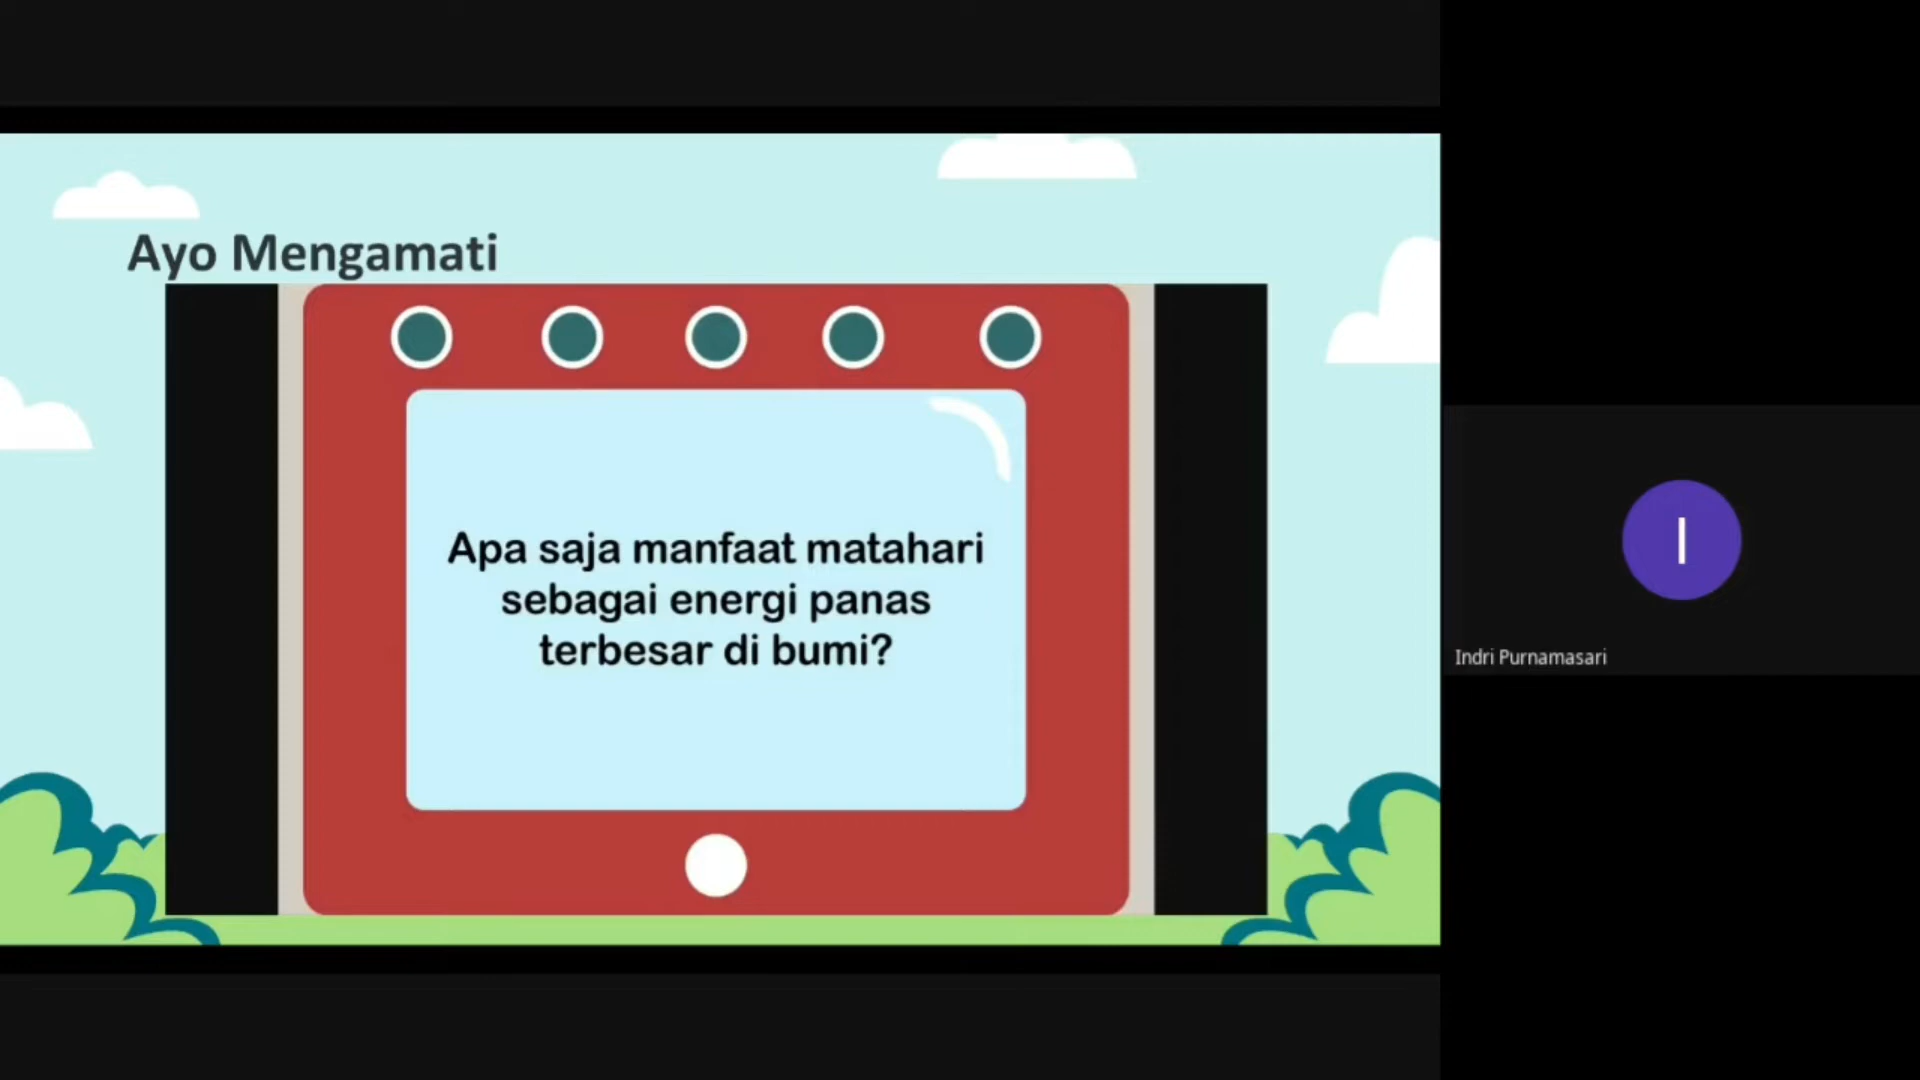 Ayo Mengamati
Apa saja manfaat matahari
sebagai energi panas
terbesar di bumi?
I
Indri Purnamasari